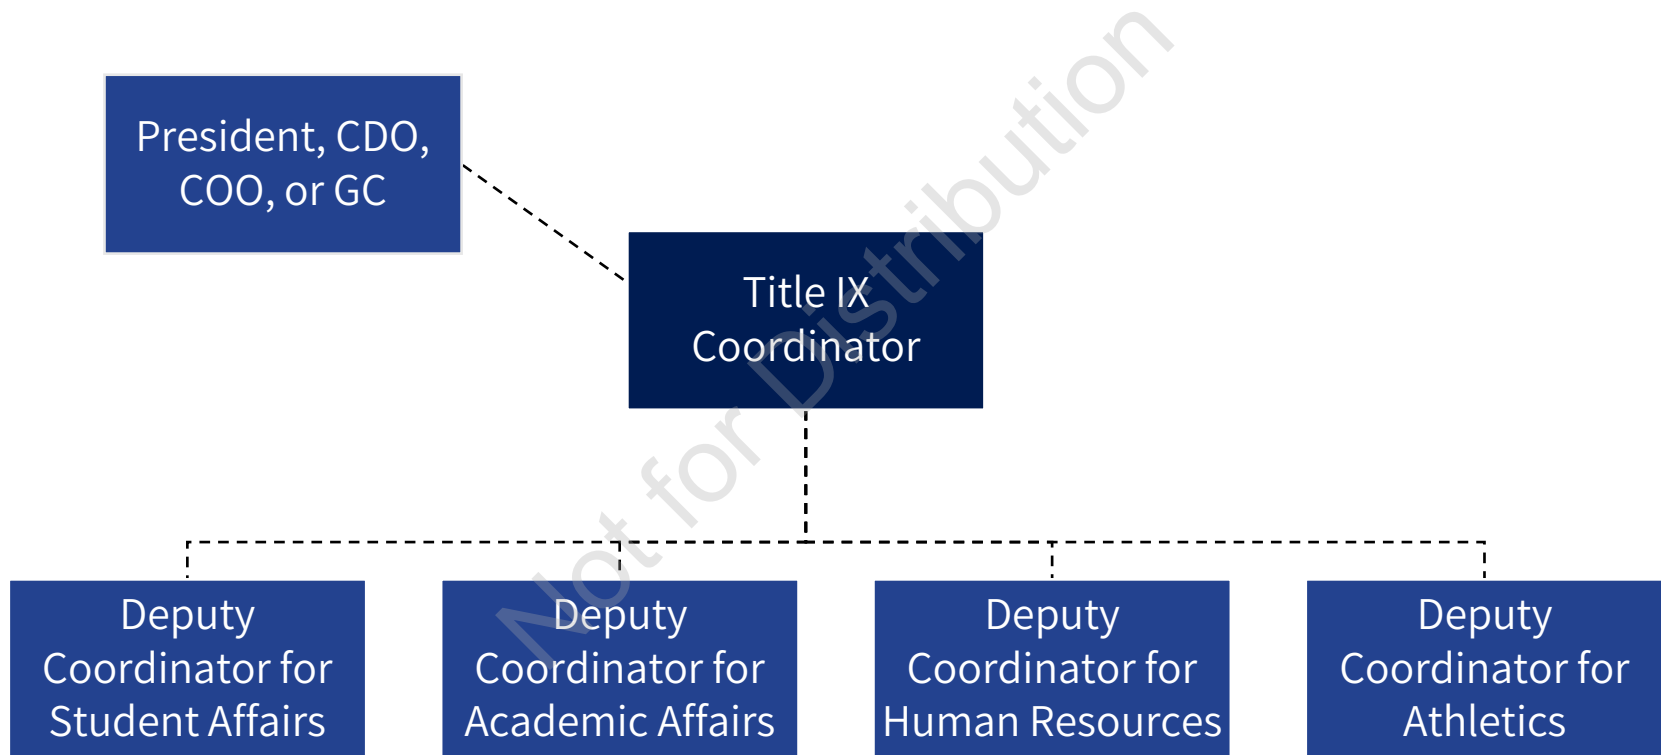 President, CDO,
COO, or GC
Title IX
Coordinator
Not for Distribution
Deputy
Coordinator for
Student Affairs
Deputy
Coordinator for
Academic Affairs
Deputy
Coordinator for
Human Resources
Deputy
Coordinator for
Athletics